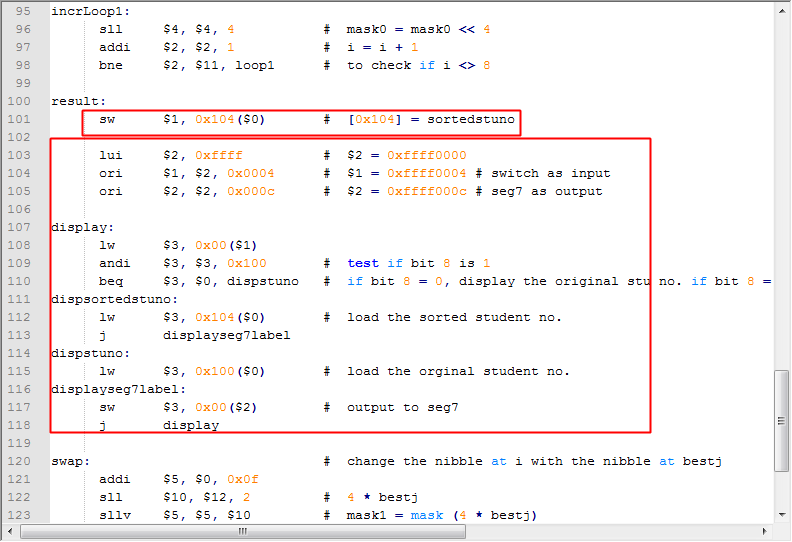 95 incrLoop1:
96 sll $4, $4, 4 # mask0 = mask0 << 4
97 addi $2, $2, 1 # i = i + 1
98 bne $2, $11, loop1 # to check if i <> 8
99
100 result:
101 sw $1, 0x104($0) # [0x104] = sortedstuno
102
103 lui $2, 0xffff # $2 = 0xffff0000
104 ori $1, $2, 0x0004 # $1 = 0xffff0004 # switch as input
105 ori $2, $2, 0x000c # $2 = 0xffff000c # seg7 as output
106
107 display:
108 lw $3, 0x00($1)
109 andi $3, $3, 0x100 # test if bit 8 is 1
110 beq $3, $0, dispstuno # if bit 8 = 0, display the original stu no. if bit 8 =
111 dispsortedstuno:
112 lw $3, 0x104($0) # load the sorted student no.
113 j displayseg7label
114 dispstuno:
115 lw $3, 0x100($0) # load the orginal student no.
116 displayseg7label:
117 sw $3, 0x00($2) # output to seg7
118 j display
119
120 swap: # change the nibble at i with the nibble at bestj
121 addi $5, $0, 0x0f
122 sll $10, $12, 2 # 4 * bestj
123 sllv $5, $5, $10 # mask1 = mask (4 * bestj)